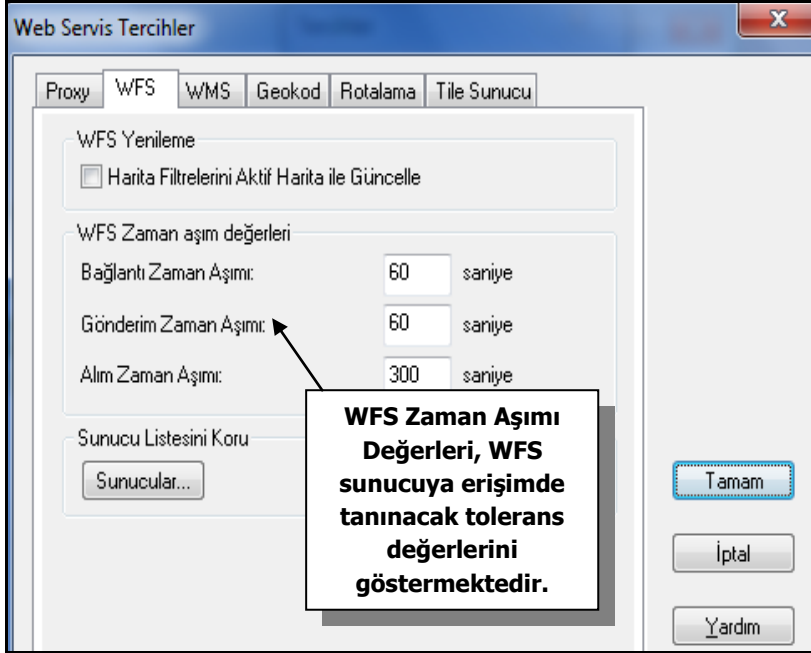 Web Servis Tercihler
Proxy WFS WMS Geokod Rotalama Tile Sunucu
WFS Yenileme
Harita Filtrelerini Aktif Harita ile Güncelle
WFS Zaman aşım değerleri
Bağlantı Zaman Aşımı: 60 saniye
Gönderim Zaman Aşımı: 60 saniye
Alım Zaman Aşımı: 300 saniye
WFS Zaman Aşımı
Değerleri, WFS
sunucuya erişimde
tanınacak tolerans
değerlerini
göstermektedir.
Sunucu Listesini Koru
Sunucular...
Tamam
İptal
Yardım